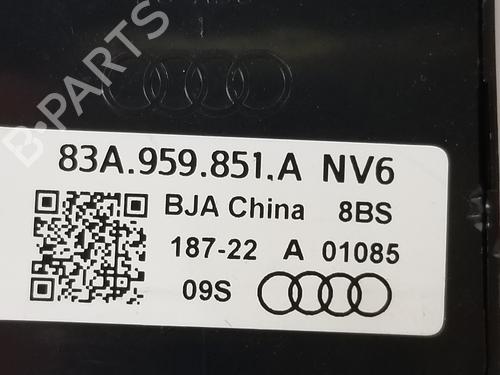 B-PARTS
83A.959.851.A NV6
BJA China 8BS
187-22 A 01085
09S